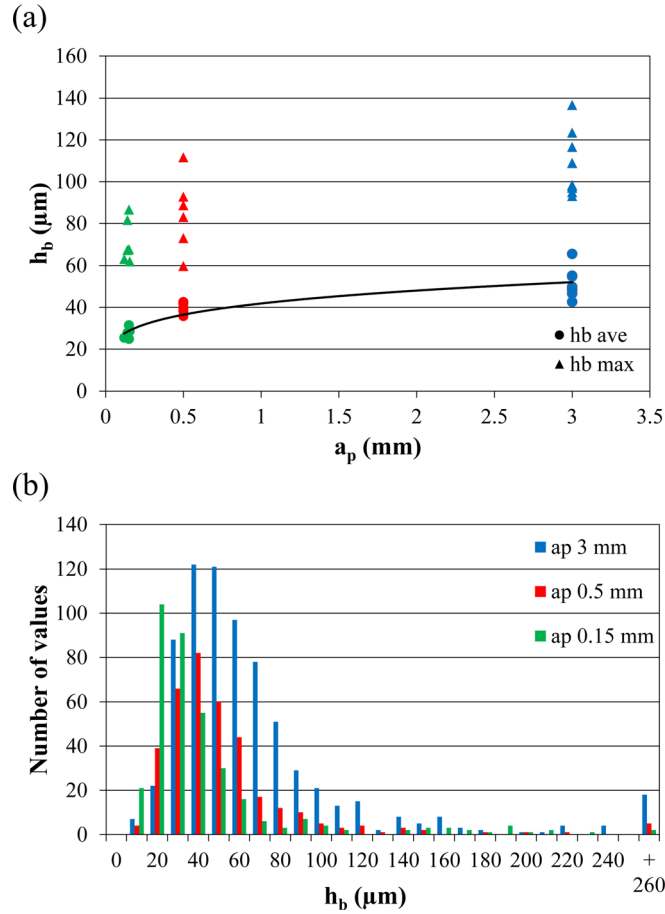 (a)
160
140
120
100
80
60
40
20
0
h_b (μm)
hb ave
hb max
0 0.5 1 1.5 2 2.5 3 3.5
a_p (mm)
(b)
140
120
100
80
60
40
20
0
Number of values
ap 3 mm
ap 0.5 mm
ap 0.15 mm
0 20 40 60 80 100 120 140 160 180 200 220 240 +
260
h_b (μm)